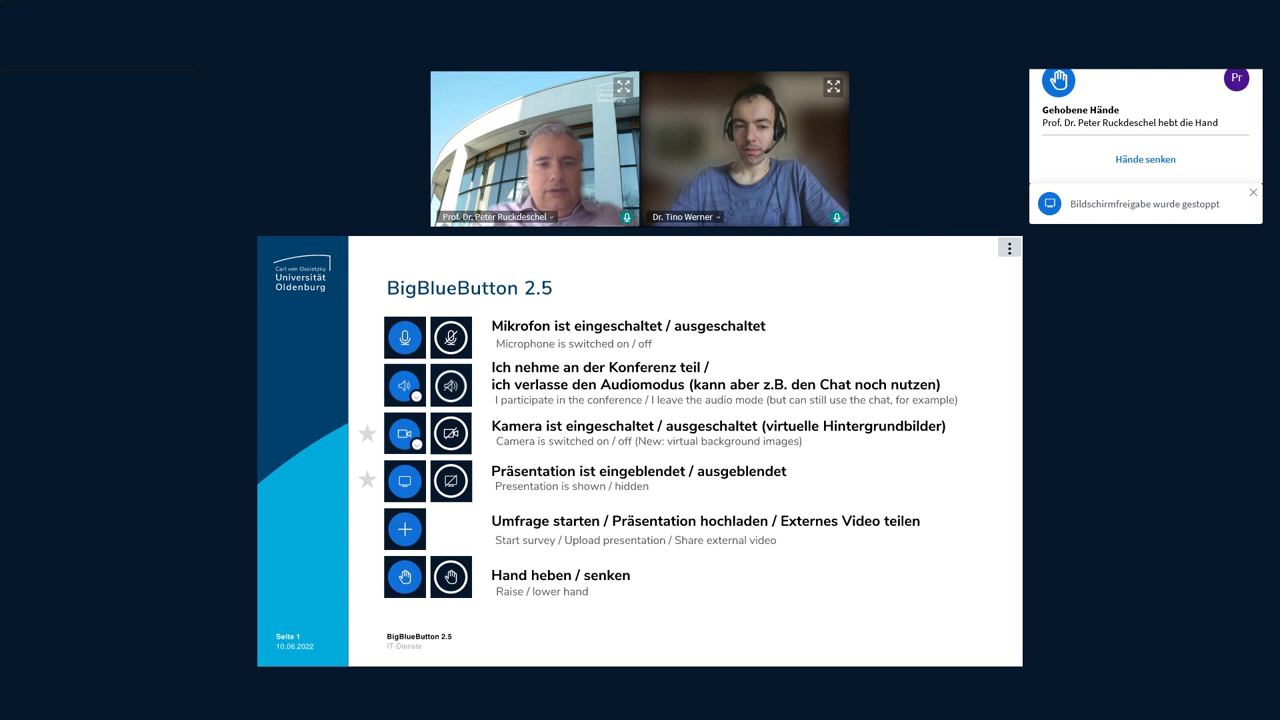 Universität
Oldenburg
Prof. Dr. Peter Ruckdeschel
Dr. Tino Werner
Pr
Gehobene Hände
Prof. Dr. Peter Ruckdeschel hebt die Hand
Hände senken
Bildschirmfreigabe wurde gestoppt
Carl von Ossietzky
Universität
Oldenburg
BigBlueButton 2.5
Mikrofon ist eingeschaltet / ausgeschaltet
Microphone is switched on / off
Ich nehme an der Konferenz teil /
ich verlasse den Audiomodus (kann aber z.B. den Chat noch nutzen)
I participate in the conference / I leave the audio mode (but can still use the chat, for example)
Kamera ist eingeschaltet / ausgeschaltet (virtuelle Hintergrundbilder)
Camera is switched on / off (New: virtual background images)
Präsentation ist eingeblendet / ausgeblendet
Presentation is shown / hidden
Umfrage starten / Präsentation hochladen / Externes Video teilen
Start survey / Upload presentation / Share external video
Hand heben / senken
Raise / lower hand
Seite 1
10.06.2022
BigBlueButton 2.5
IT-Dienste